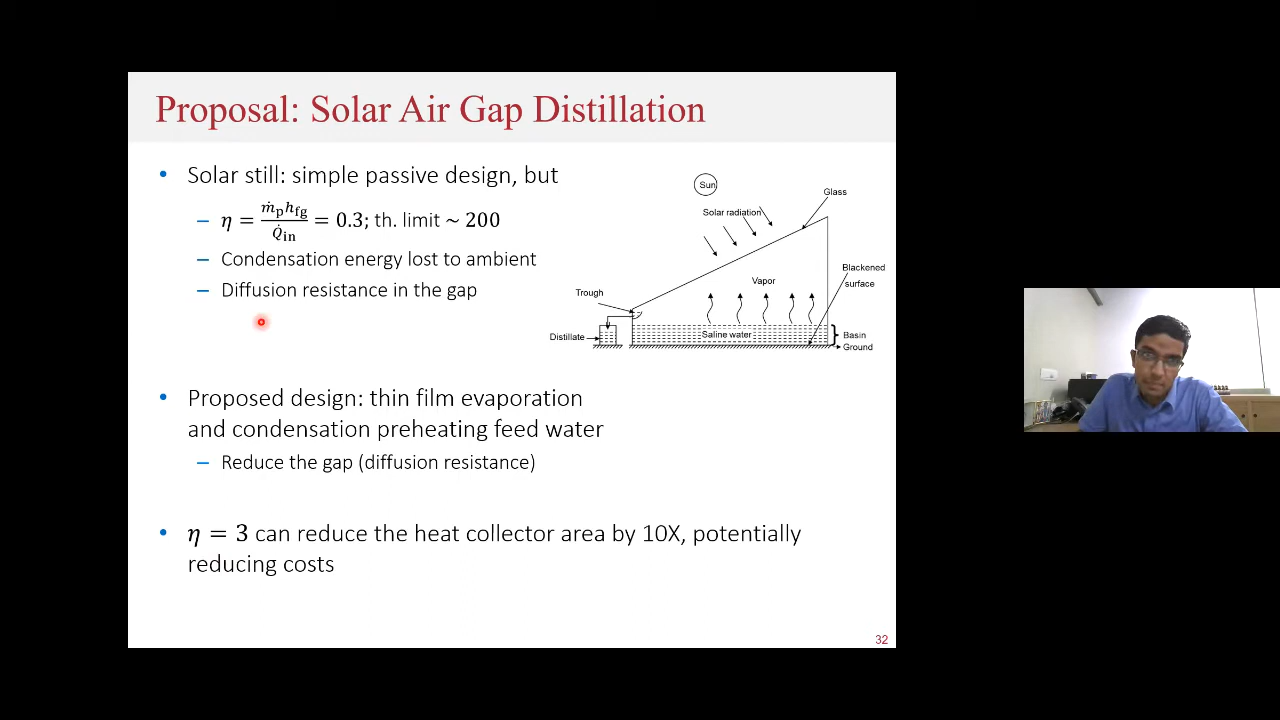 Proposal: Solar Air Gap Distillation
• Solar still: simple passive design, but
– η = ṁₚh_fg / Q̇_in = 0.3; th. limit ~ 200
– Condensation energy lost to ambient
– Diffusion resistance in the gap
Sun
Solar radiation
Glass
Vapor
Blackened
surface
Trough
Saline water
Distillate
Basin
Ground
• Proposed design: thin film evaporation
and condensation preheating feed water
– Reduce the gap (diffusion resistance)
• η = 3 can reduce the heat collector area by 10X, potentially
reducing costs
32